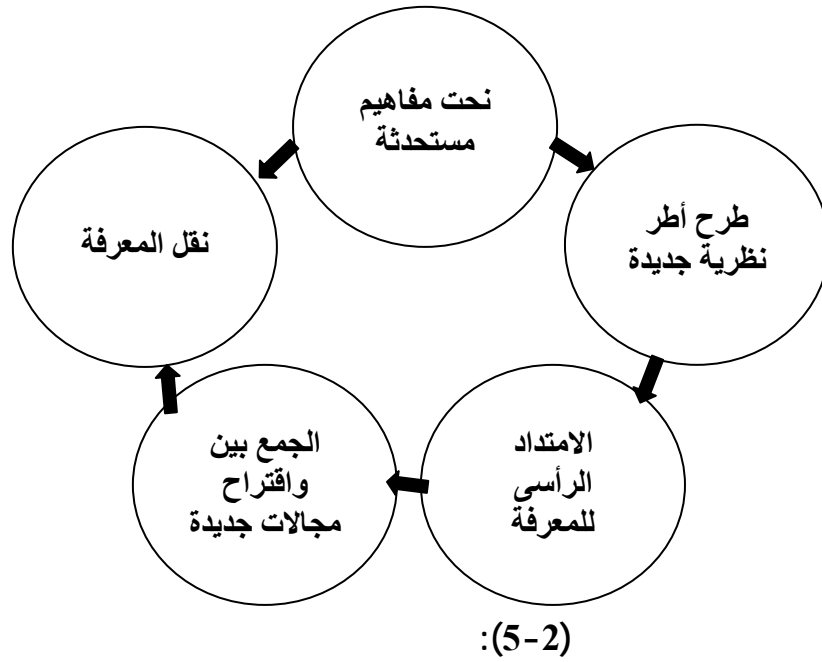 نحت مفاهيم
مستحدثة
طرح أطر
نظرية جديدة
الامتداد
الرأسى
للمعرفة
الجمع بين
واقتراح
مجالات جديدة
نقل المعرفة
(5-2):